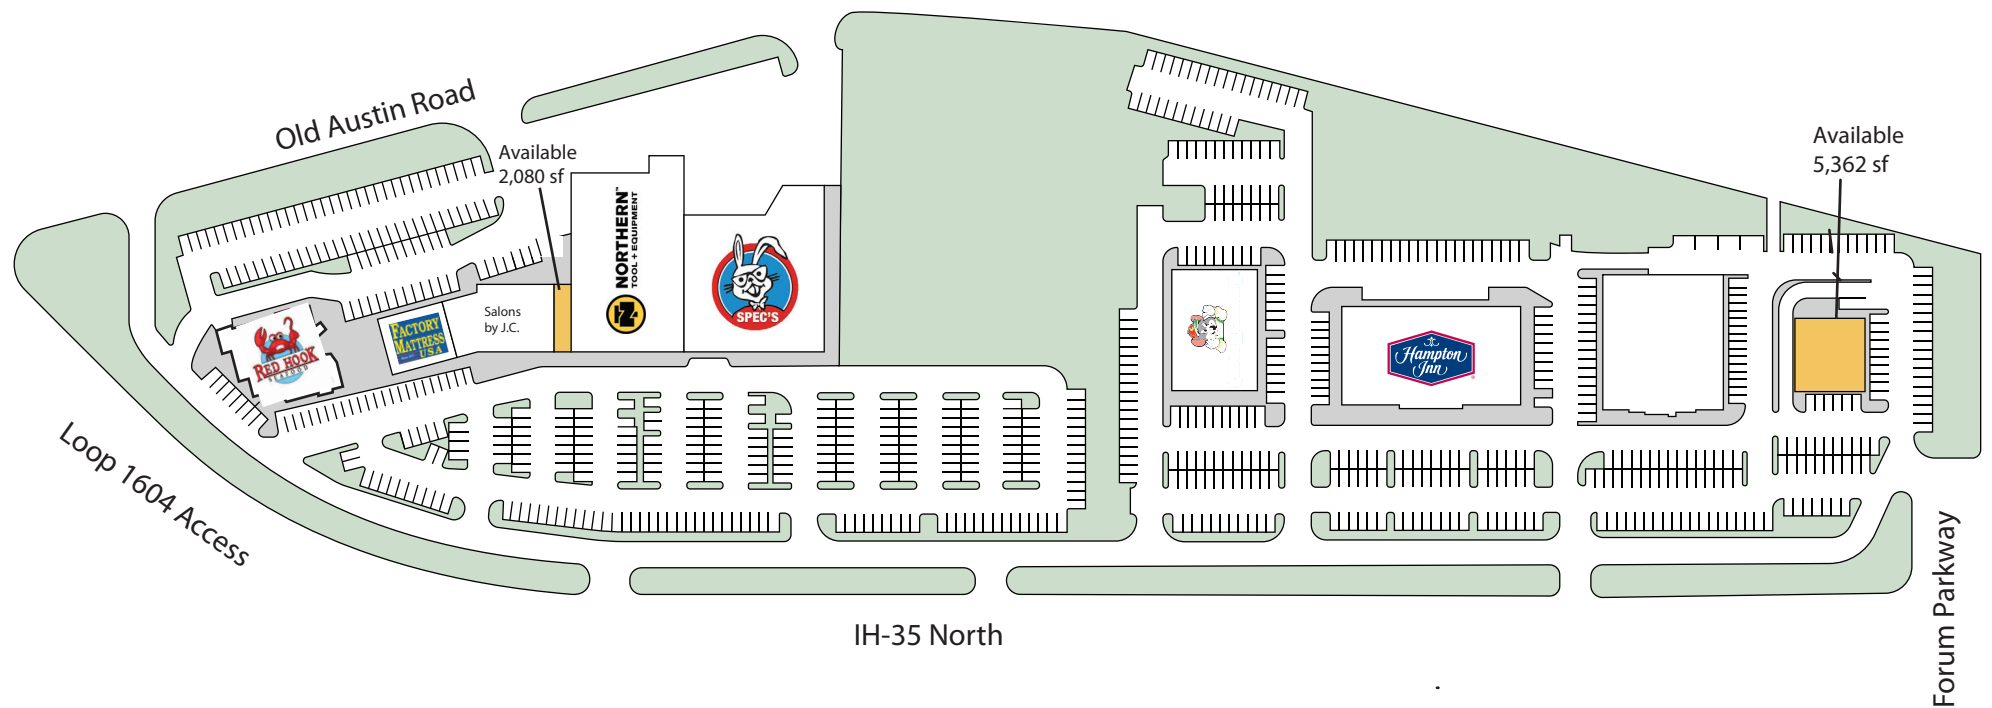 Old Austin Road
Available
2,080 sf
Available
5,362 sf
NORTHERN
TOOL + EQUIPMENT
SPEC'S
Salons
by J.C.
FACTORY
MATTRESS
USA
RED HOOK
SEAFOOD
Hampton
Inn
Loop 1604 Access
IH-35 North
Forum Parkway